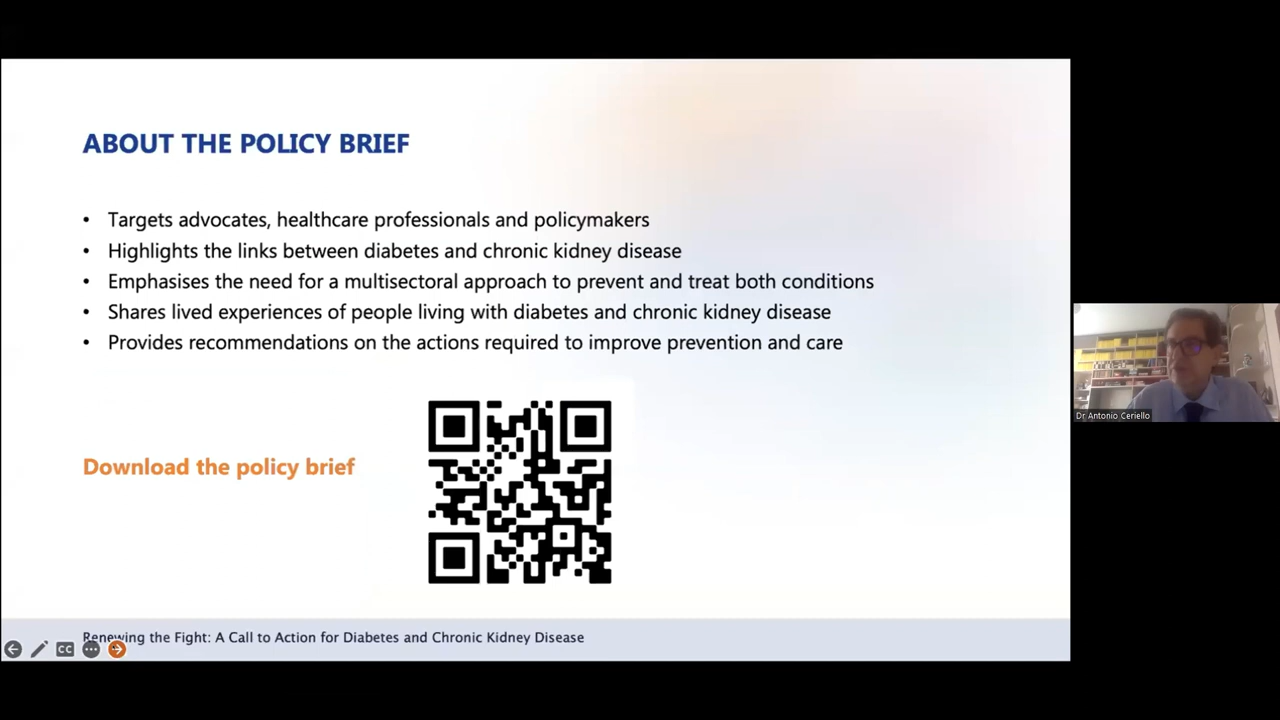 ABOUT THE POLICY BRIEF
• Targets advocates, healthcare professionals and policymakers
• Highlights the links between diabetes and chronic kidney disease
• Emphasises the need for a multisectoral approach to prevent and treat both conditions
• Shares lived experiences of people living with diabetes and chronic kidney disease
• Provides recommendations on the actions required to improve prevention and care
Download the policy brief
Renewing the Fight: A Call to Action for Diabetes and Chronic Kidney Disease
CC
Dr Antonio Ceriello